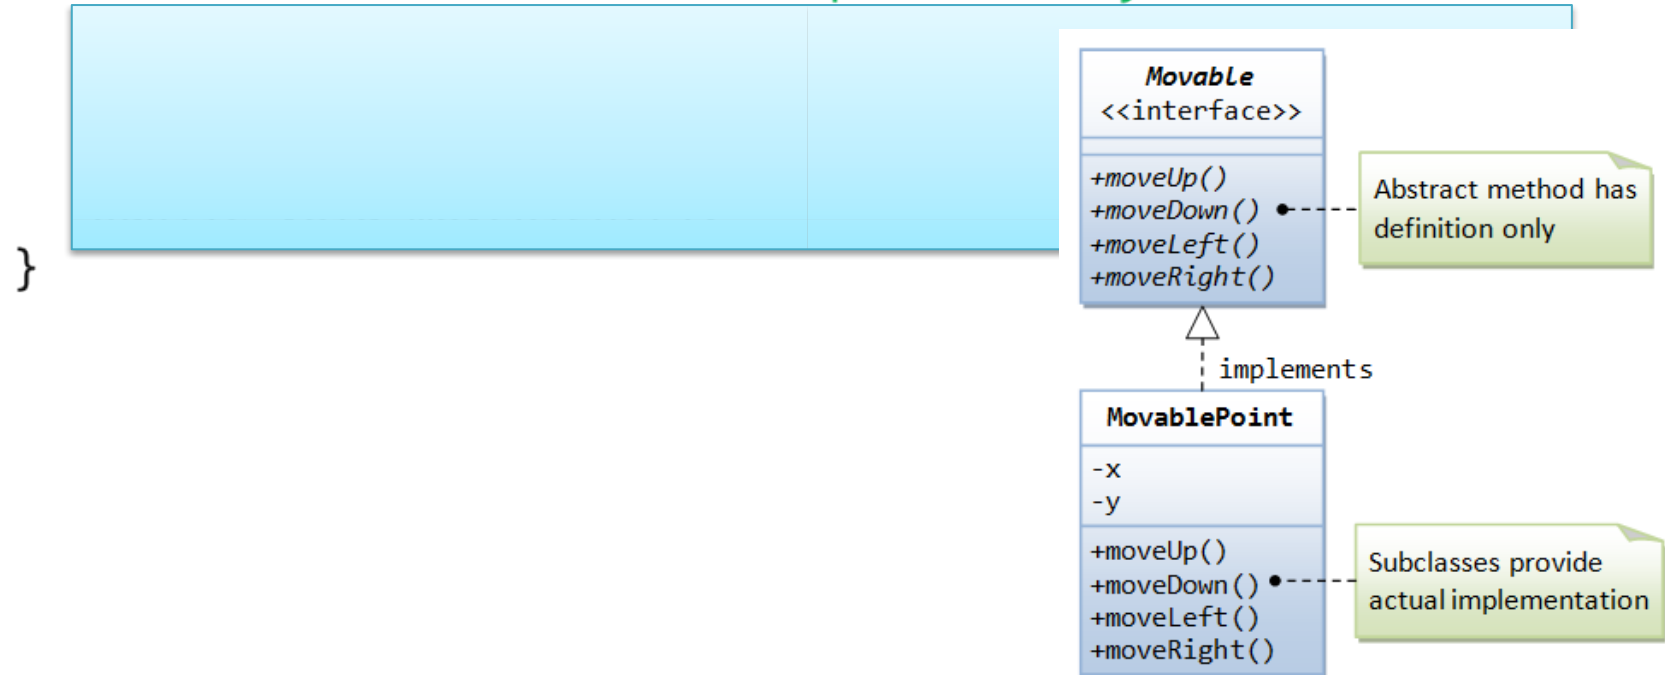 }
Movable
<<interface>>
+moveUp()
+moveDown()
+moveLeft()
+moveRight()
Abstract method has
definition only
implements
MovablePoint
-x
-y
+moveUp()
+moveDown()
+moveLeft()
+moveRight()
Subclasses provide
actual implementation